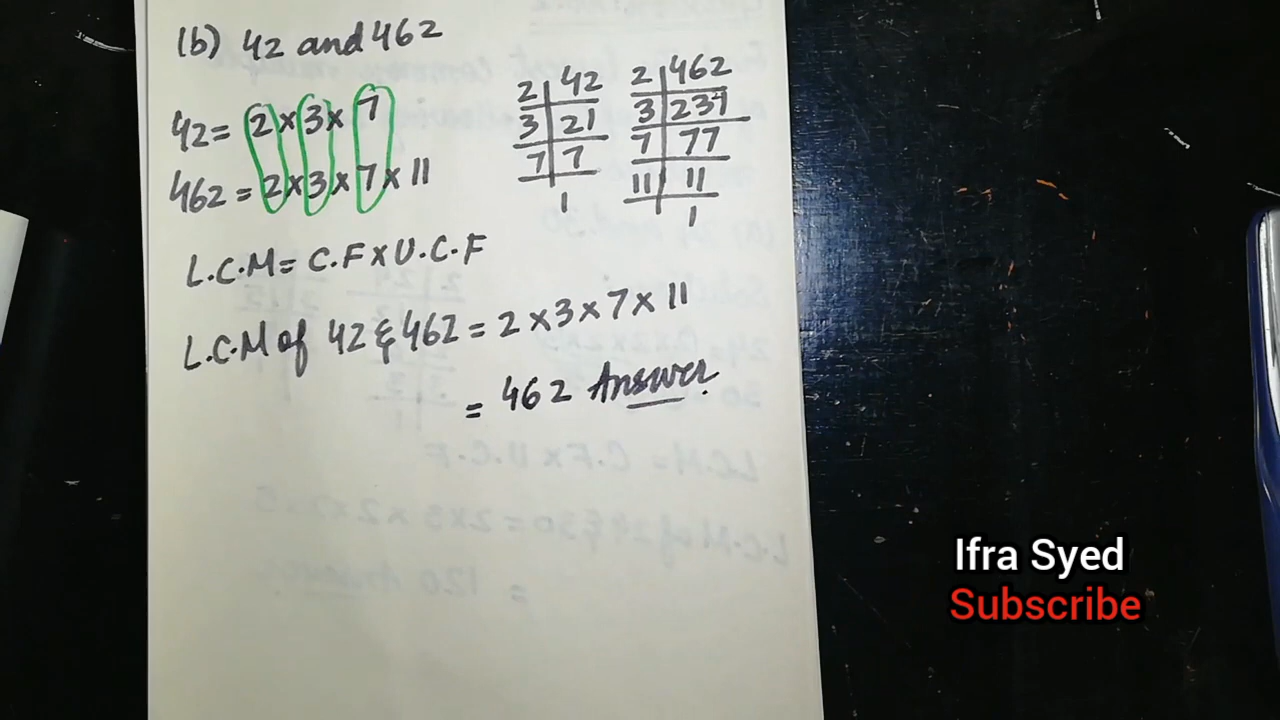 (b) 42 and 462
42 = 2 x 3 x 7
462 = 2 x 3 x 7 x 11
2 | 42
3 | 21
7 | 7
1
2 | 462
3 | 231
7 | 77
11 | 11
1
L.C.M = C.F x U.C.F
L.C.M of 42 & 462 = 2 x 3 x 7 x 11
= 462 Answer.
Ifra Syed
Subscribe